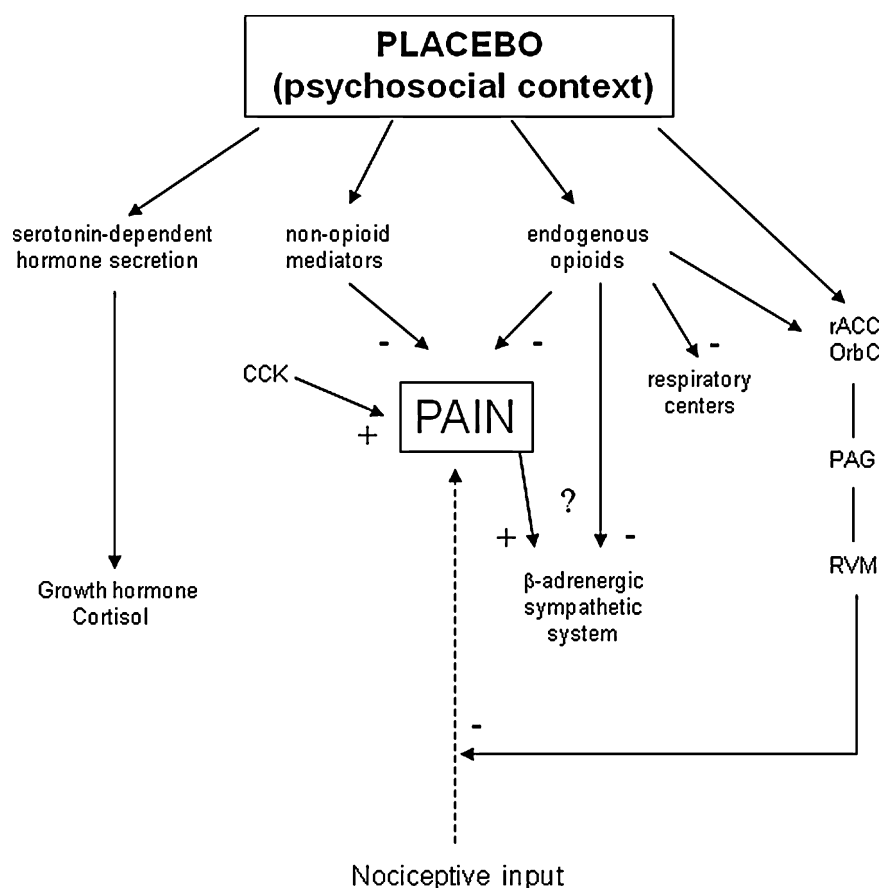 PLACEBO
(psychosocial context)
serotonin-dependent
hormone secretion
non-opioid
mediators
endogenous
opioids
rACC
OrbC
-
-
-
respiratory
centers
CCK
PAIN
+
PAG
?
+
-
RVM
β-adrenergic
sympathetic
system
Growth hormone
Cortisol
-
Nociceptive input